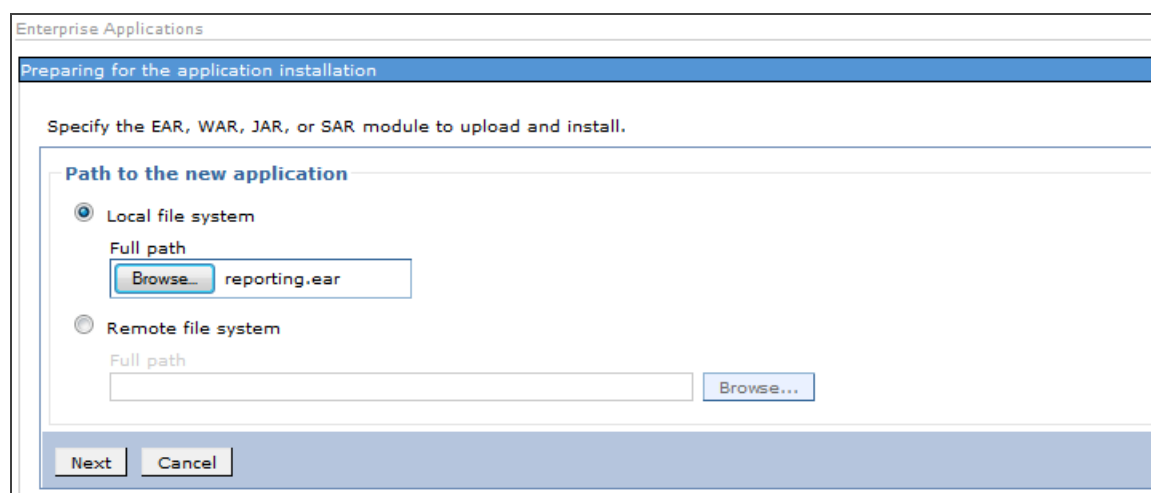 Enterprise Applications
Preparing for the application installation
Specify the EAR, WAR, JAR, or SAR module to upload and install.
Path to the new application
Local file system
Full path
Browse... reporting.ear
Remote file system
Full path
Browse...
Next Cancel